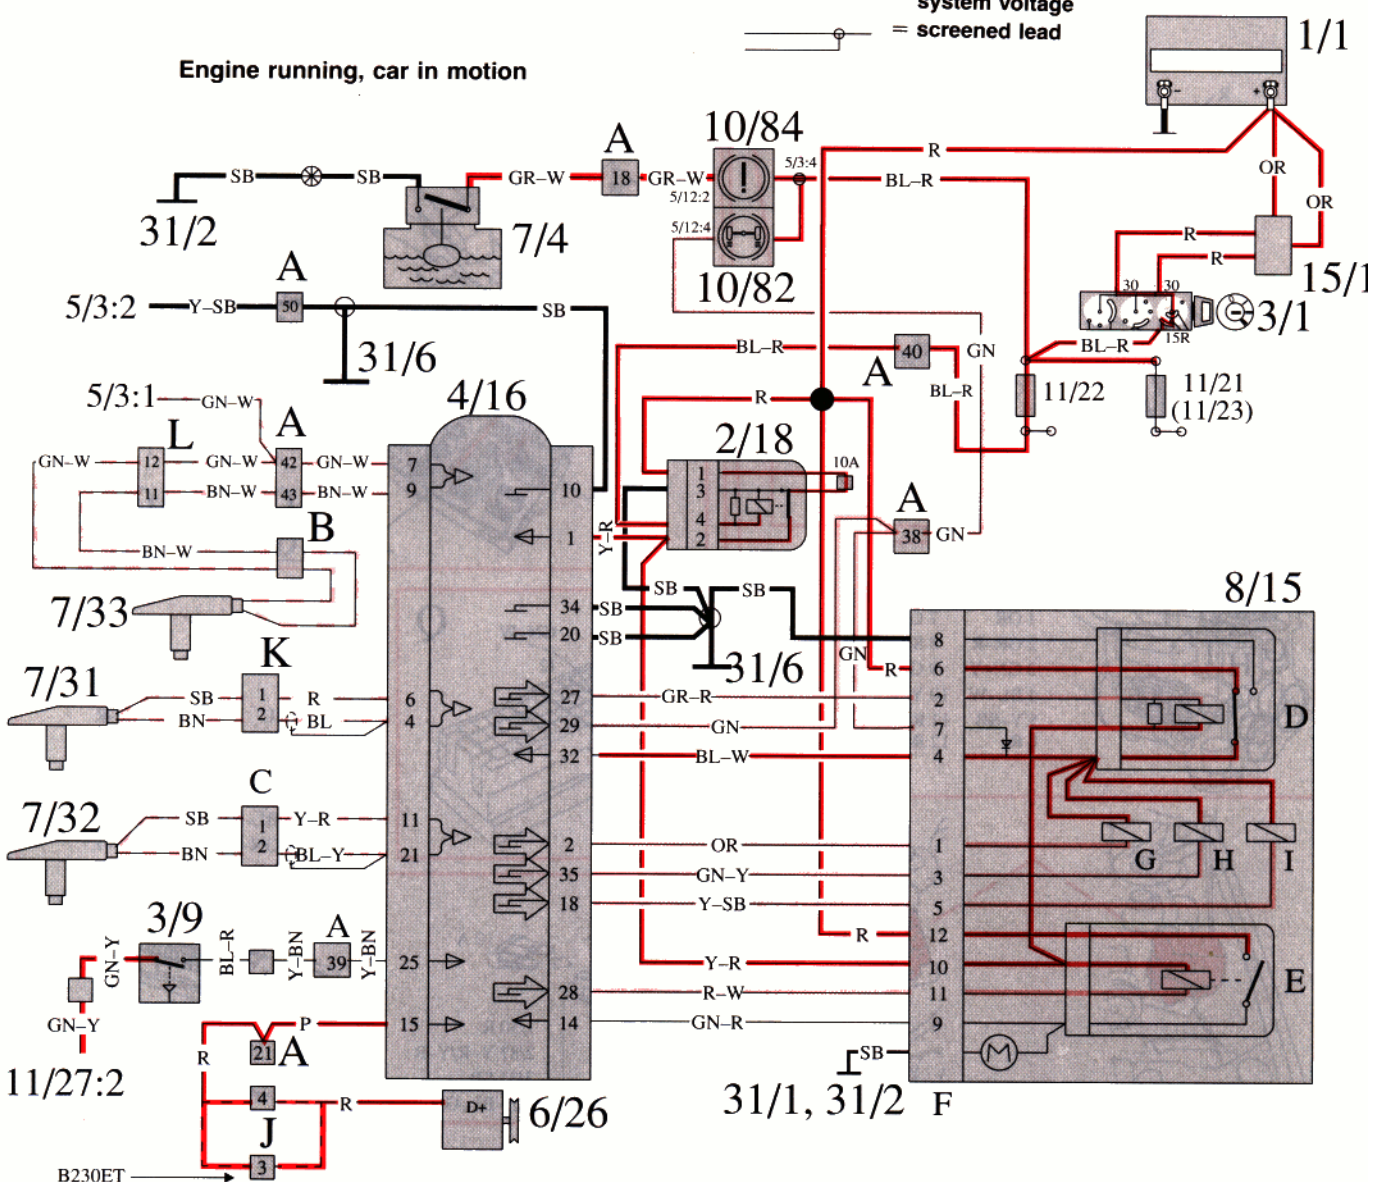 system voltage
= screened lead
Engine running, car in motion
1/1
- +
10/84
A
R
5/3:4
OR
SB SB GR–W 18 GR–W BL–R
5/12:2
OR
31/2
7/4
5/12:4
R
R
15/1
A
10/82
30 30
5/3:2 Y–SB 50 SB
3/1
15R
BL–R 40 GN BL–R
31/6
A
5/3:1 GN–W
4/16
R
BL–R
11/22
11/21
(11/23)
L A
2/18
GN–W 12 GN–W 42 GN–W 7
1 10A
11 BN–W 43 BN–W 9
10
3
A
B
4
1 Y–R 2
38 GN
BN–W
SB SB
8/15
7/33
34 SB
20 SB
8
K
31/6
GN
R 6
7/31
SB 1 R 6
27 GR–R 2
BN 2 BL 4
29 GN 7
D
32 BL–W 4
C
7/32
SB 1 Y–R 11
BN 2 BL–Y 21
2 OR 1
G H I
35 GN–Y 3
18 Y–SB 5
3/9
A
R 12
GN–Y BL–R Y–BN 39 Y–BN 25
Y–R 10
E
28 R–W 11
GN–Y
P 15
14 GN–R 9
21 A
R
SB
M
11/27:2
31/1, 31/2 F
4 R
D+
6/26
J
3
B230ET